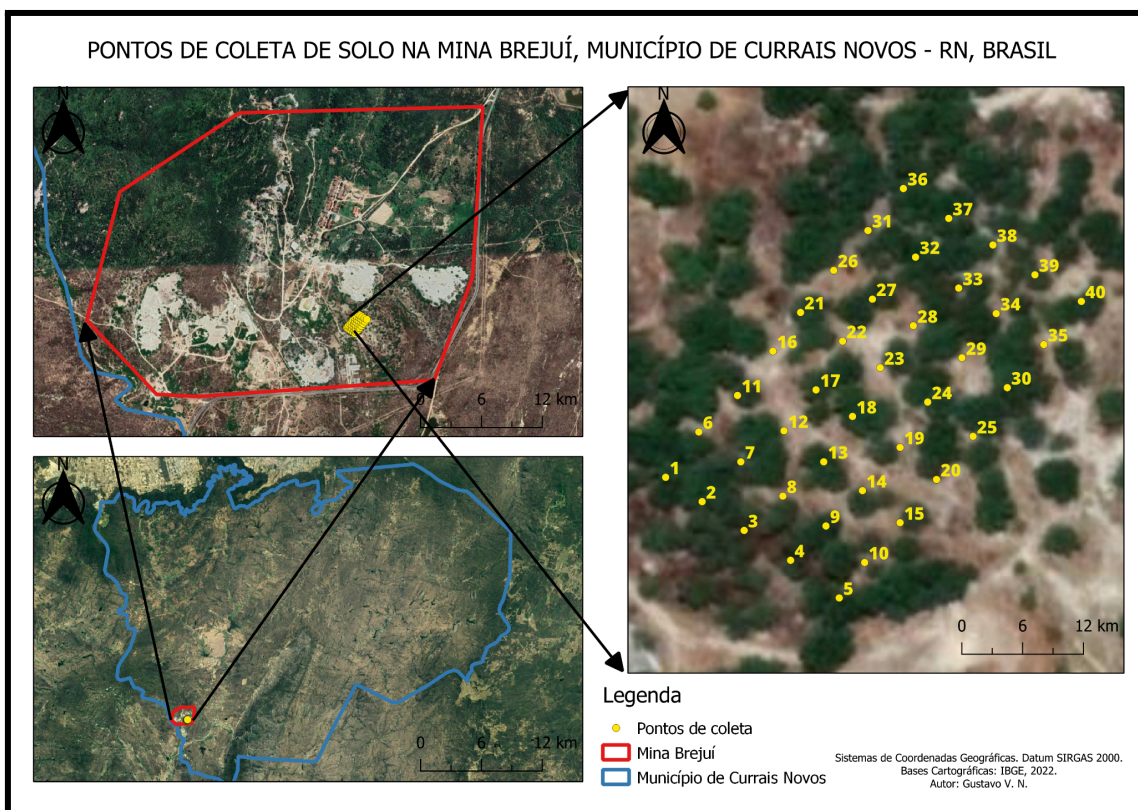 PONTOS DE COLETA DE SOLO NA MINA BREJUÍ, MUNICÍPIO DE CURRAIS NOVOS - RN, BRASIL
N
0 6 12 km
N
0 6 12 km
N
36
37
31
38
32
26
39
33
27
40
21
34
28
22
35
16
29
23
30
11
17
24
18
6
12
25
19
7
13
1
20
14
8
2
15
9
3
4
10
5
0 6 12 km
Legenda
Pontos de coleta
Mina Brejuí
Município de Currais Novos
Sistemas de Coordenadas Geográficas. Datum SIRGAS 2000.
Bases Cartográficas: IBGE, 2022.
Autor: Gustavo V. N.